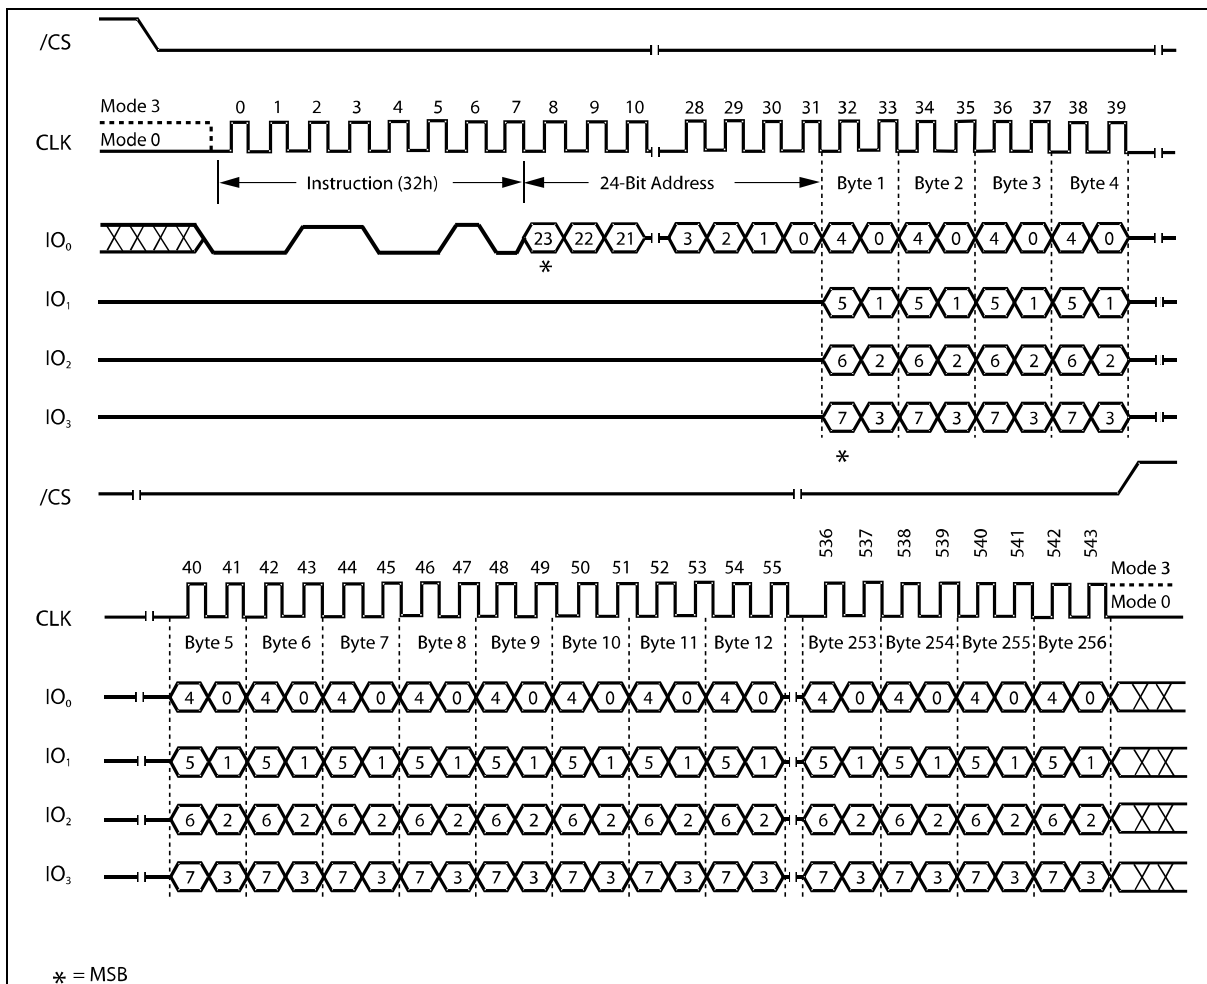 /CS
Mode 3
0 1 2 3 4 5 6 7 8 9 10 28 29 30 31 32 33 34 35 36 37 38 39
CLK
Mode 0
Instruction (32h) 24-Bit Address Byte 1 Byte 2 Byte 3 Byte 4
IO₀ 23 22 21 3 2 1 0 4 0 4 0 4 0 4 0
*
IO₁ 5 1 5 1 5 1 5 1
IO₂ 6 2 6 2 6 2 6 2
IO₃ 7 3 7 3 7 3 7 3
*
/CS
536 537 538 539 540 541 542 543
40 41 42 43 44 45 46 47 48 49 50 51 52 53 54 55 Mode 3
CLK Mode 0
Byte 5 Byte 6 Byte 7 Byte 8 Byte 9 Byte 10 Byte 11 Byte 12 Byte 253 Byte 254 Byte 255 Byte 256
IO₀ 4 0 4 0 4 0 4 0 4 0 4 0 4 0 4 0 4 0 4 0 4 0 4 0
IO₁ 5 1 5 1 5 1 5 1 5 1 5 1 5 1 5 1 5 1 5 1 5 1 5 1
IO₂ 6 2 6 2 6 2 6 2 6 2 6 2 6 2 6 2 6 2 6 2 6 2 6 2
IO₃ 7 3 7 3 7 3 7 3 7 3 7 3 7 3 7 3 7 3 7 3 7 3 7 3
* = MSB